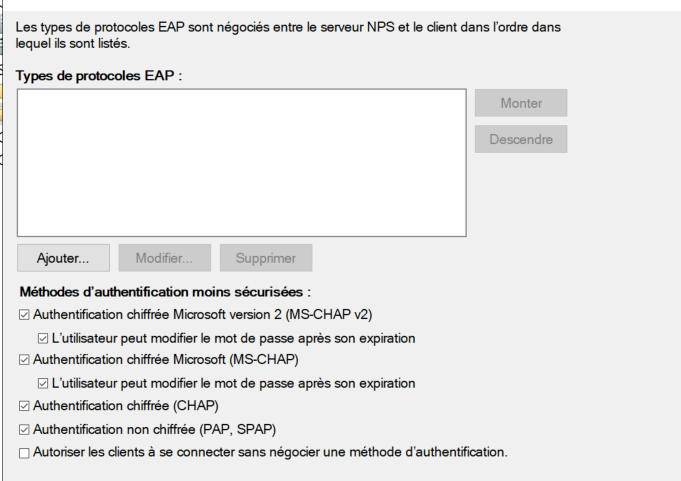 Les types de protocoles EAP sont négociés entre le serveur NPS et le client dans l'ordre dans
lequel ils sont listés.
Types de protocoles EAP :
Monter
Descendre
Ajouter...
Modifier...
Supprimer
Méthodes d'authentification moins sécurisées :
Authentification chiffrée Microsoft version 2 (MS-CHAP v2)
L'utilisateur peut modifier le mot de passe après son expiration
Authentification chiffrée Microsoft (MS-CHAP)
L'utilisateur peut modifier le mot de passe après son expiration
Authentification chiffrée (CHAP)
Authentification non chiffrée (PAP, SPAP)
Autoriser les clients à se connecter sans négocier une méthode d'authentification.